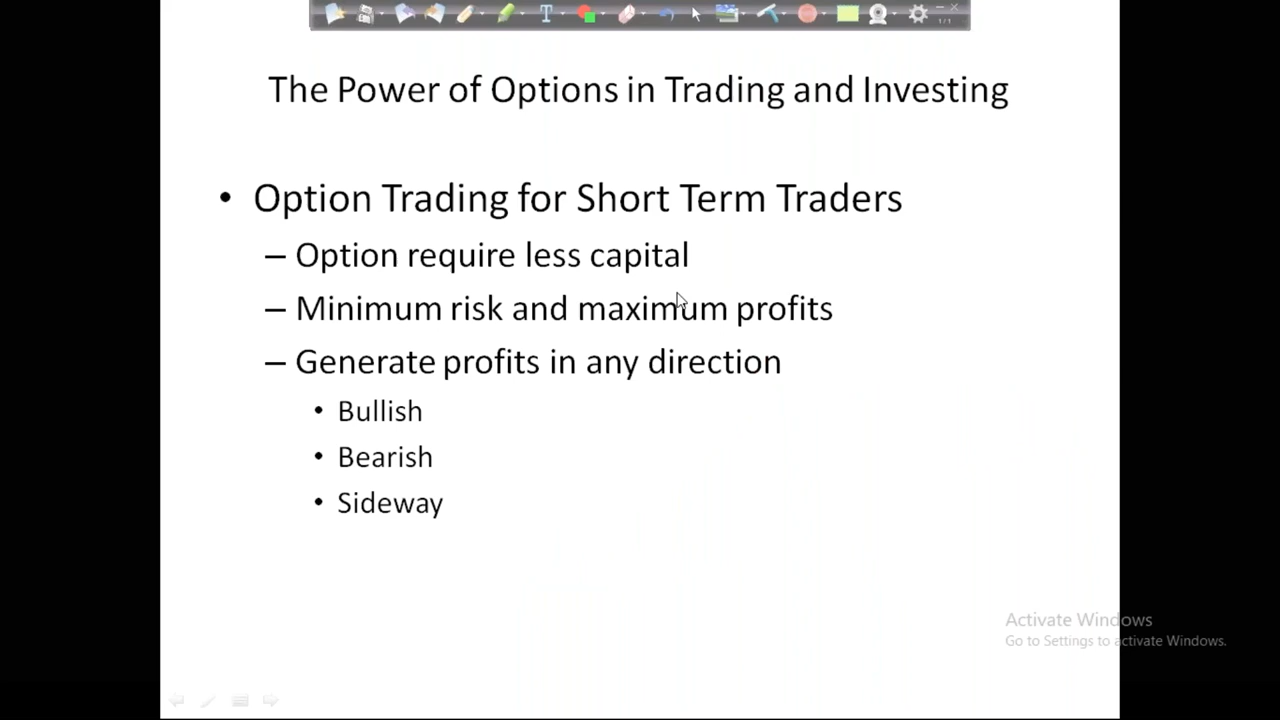 1/1
The Power of Options in Trading and Investing
• Option Trading for Short Term Traders
– Option require less capital
– Minimum risk and maximum profits
– Generate profits in any direction
• Bullish
• Bearish
• Sideway
Activate Windows
Go to Settings to activate Windows.